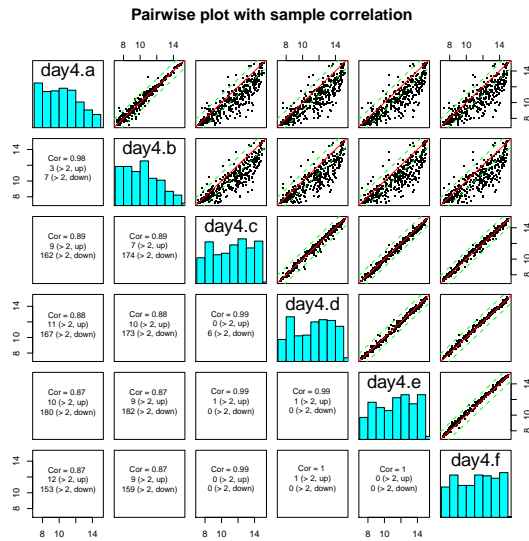 Pairwise plot with sample correlation
8 10 14
8 10 14
8 10 14
day4.a
8 10 14
14
10
8
Cor = 0.98
3 (> 2, up)
7 (> 2, down)
day4.b
Cor = 0.89
9 (> 2, up)
162 (> 2, down)
Cor = 0.89
7 (> 2, up)
174 (> 2, down)
day4.c
8 10 14
14
10
8
Cor = 0.88
11 (> 2, up)
167 (> 2, down)
Cor = 0.88
10 (> 2, up)
173 (> 2, down)
Cor = 0.99
0 (> 2, up)
6 (> 2, down)
day4.d
Cor = 0.87
10 (> 2, up)
180 (> 2, down)
Cor = 0.87
9 (> 2, up)
182 (> 2, down)
Cor = 0.99
1 (> 2, up)
0 (> 2, down)
Cor = 0.99
1 (> 2, up)
0 (> 2, down)
day4.e
8 10 14
14
10
8
Cor = 0.87
12 (> 2, up)
153 (> 2, down)
Cor = 0.87
9 (> 2, up)
159 (> 2, down)
Cor = 0.99
0 (> 2, up)
0 (> 2, down)
Cor = 1
1 (> 2, up)
0 (> 2, down)
Cor = 1
0 (> 2, up)
0 (> 2, down)
day4.f
8 10 14
8 10 14
8 10 14